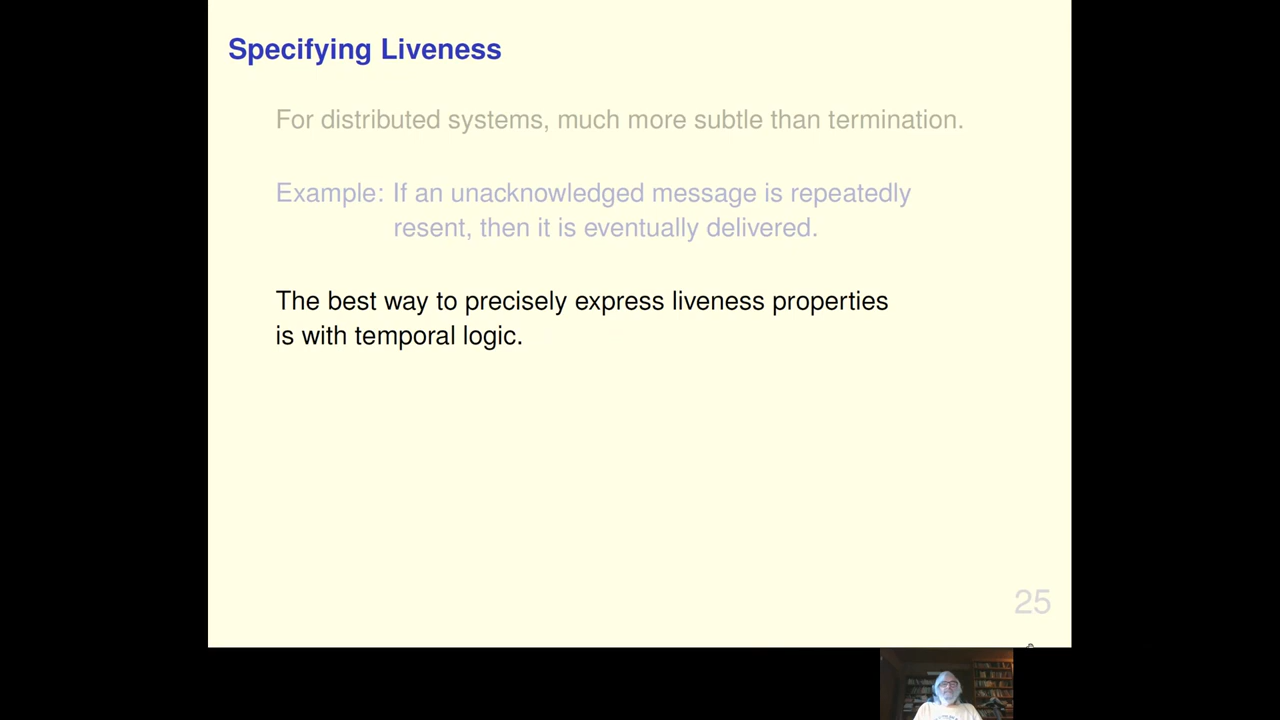 Specifying Liveness
For distributed systems, much more subtle than termination.
Example: If an unacknowledged message is repeatedly
resent, then it is eventually delivered.
The best way to precisely express liveness properties
is with temporal logic.
25